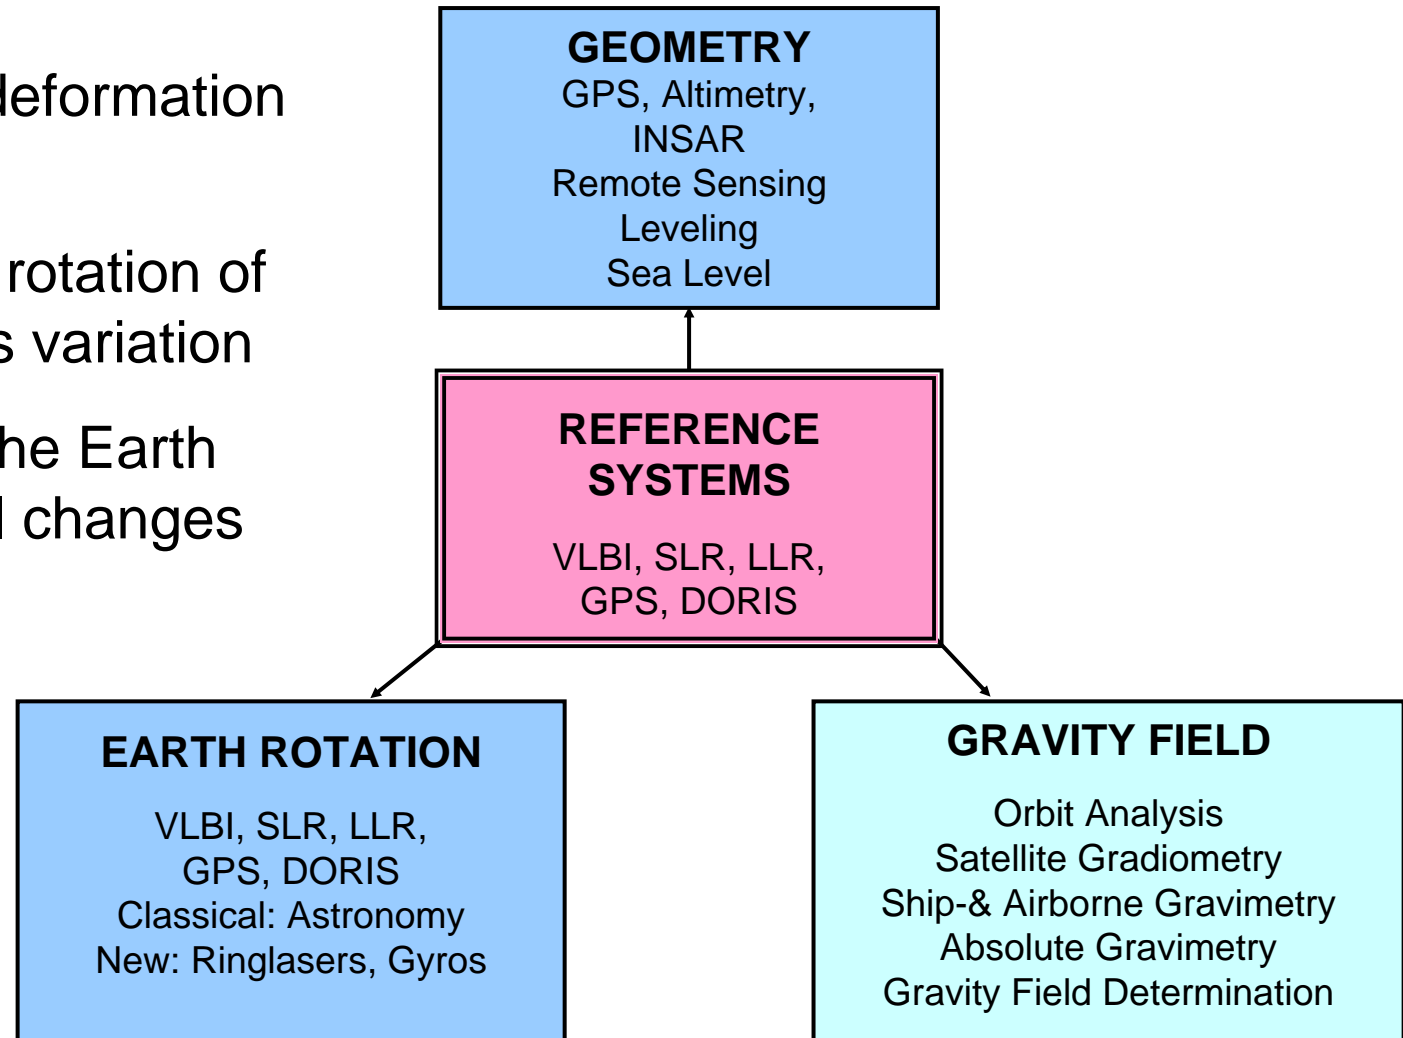 deformation
rotation of
s variation
he Earth
l changes
GEOMETRY
GPS, Altimetry,
INSAR
Remote Sensing
Leveling
Sea Level
REFERENCE
SYSTEMS
VLBI, SLR, LLR,
GPS, DORIS
EARTH ROTATION
VLBI, SLR, LLR,
GPS, DORIS
Classical: Astronomy
New: Ringlasers, Gyros
GRAVITY FIELD
Orbit Analysis
Satellite Gradiometry
Ship-& Airborne Gravimetry
Absolute Gravimetry
Gravity Field Determination